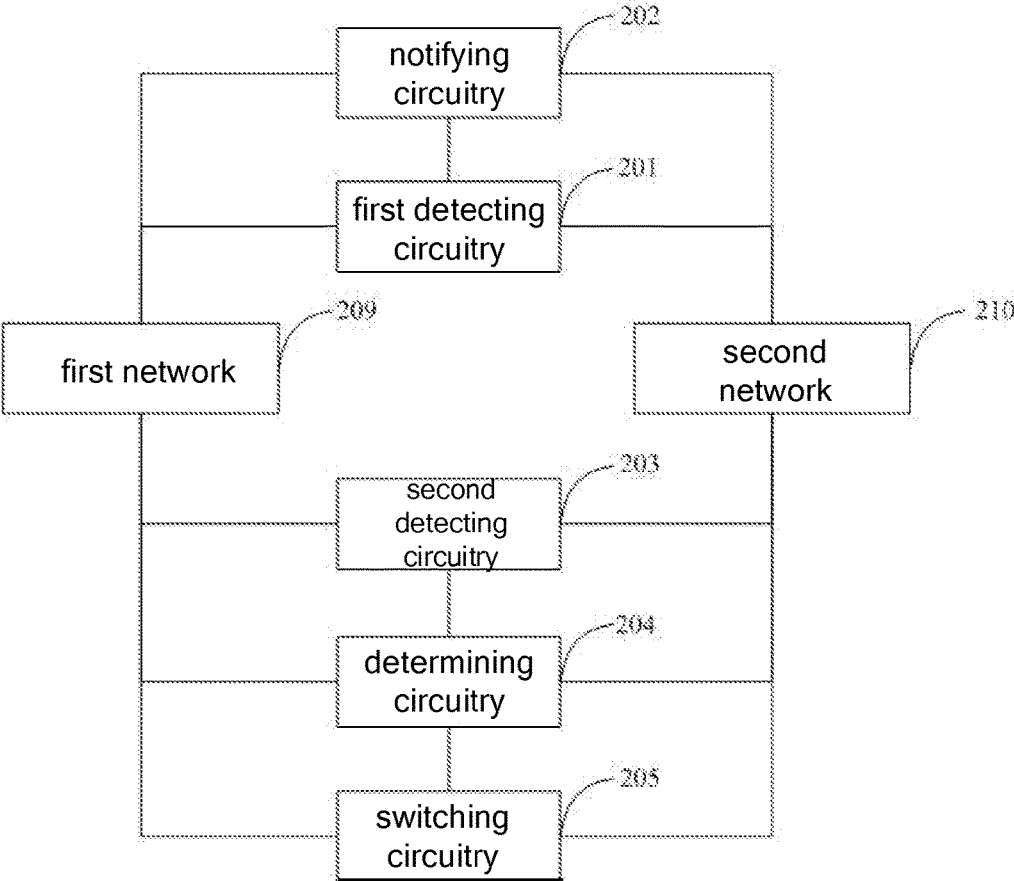 202
notifying
circuitry
201
first detecting
circuitry
209
first network
210
second
network
203
second
detecting
circuitry
204
determining
circuitry
205
switching
circuitry